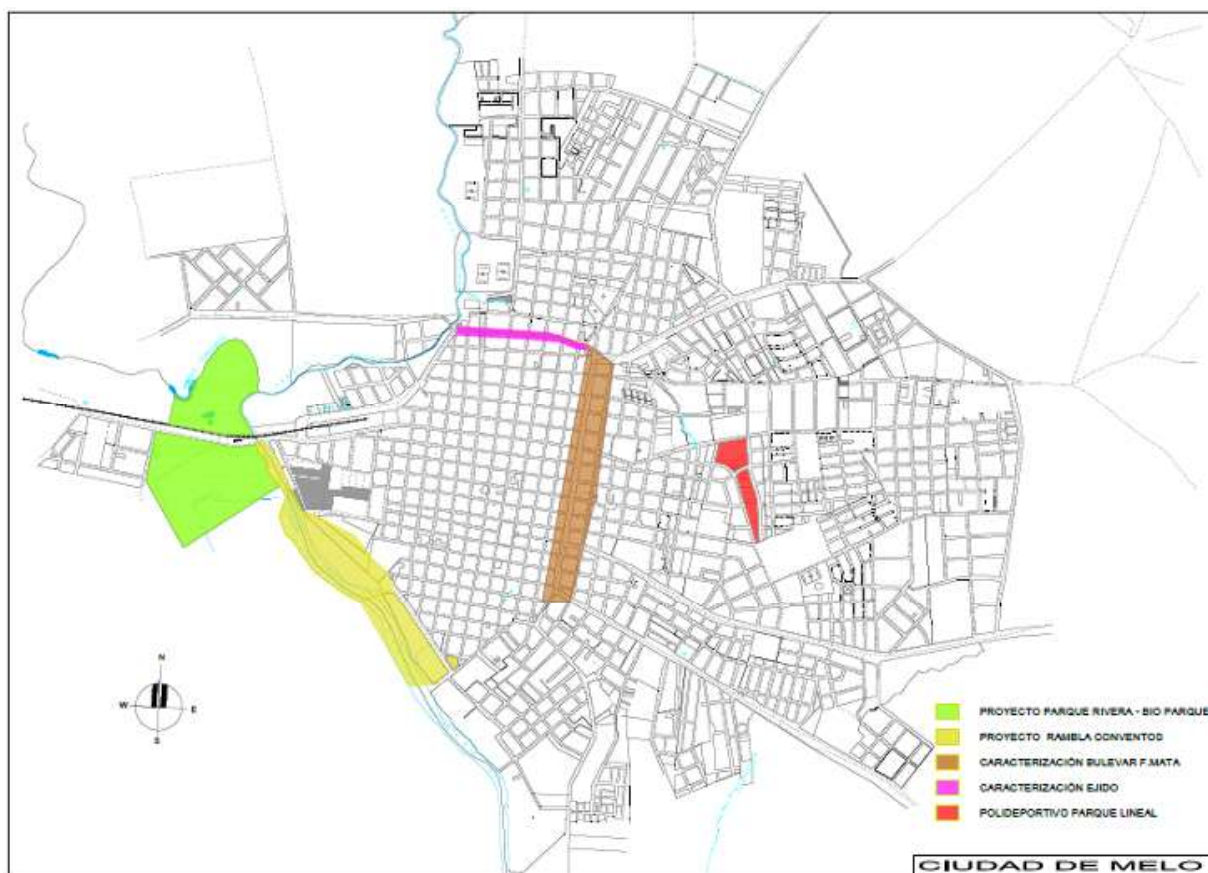 N
W E
S
PROYECTO PARQUE RIVERA - BIO PARQUE
PROYECTO RAMBLA CONVENTOS
CARACTERIZACIÓN BULEVAR F.MATA
CARACTERIZACIÓN EJIDO
POLIDEPORTIVO PARQUE LINEAL
CIUDAD DE MELO